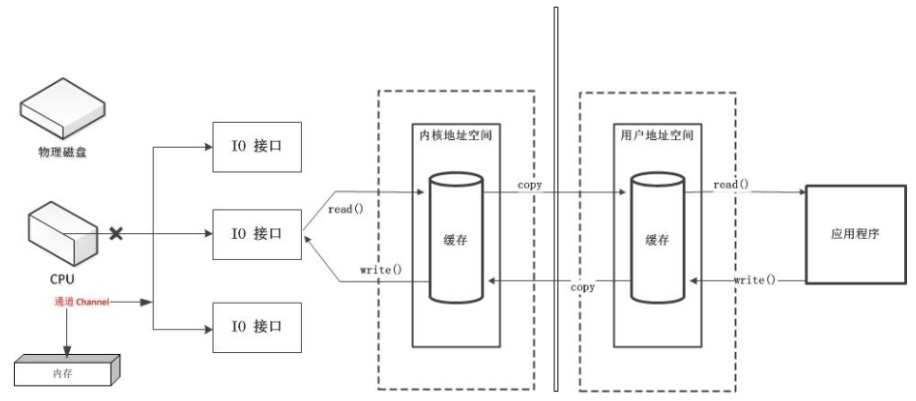 物理磁盘
CPU
通道 Channel
内存
IO 接口
IO 接口
IO 接口
read()
write()
内核地址空间
缓存
copy
copy
用户地址空间
缓存
read()
write()
应用程序